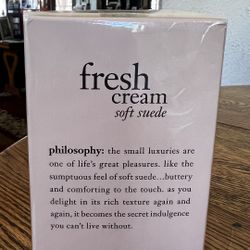 fresh
cream
soft suede
philosophy: the small luxuries are
one of life's great pleasures. like the
sumptuous feel of soft suede...buttery
and comforting to the touch. as you
delight in its rich texture again and
again, it becomes the secret indulgence
you can't live without.